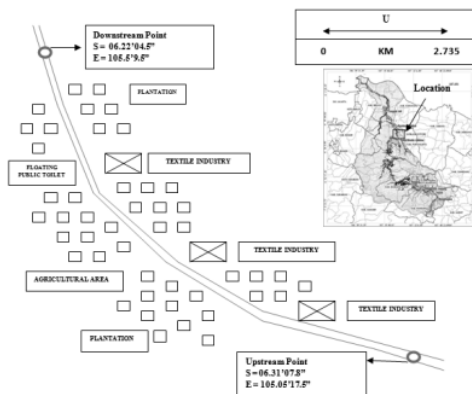 Downstream Point
S = 06.22'04.5"
E = 105.5'9.5"
U
0 KM 2.735
Location
PLANTATION
TEXTILE INDUSTRY
FLOATING
PUBLIC TOILET
TEXTILE INDUSTRY
AGRICULTURAL AREA
TEXTILE INDUSTRY
PLANTATION
Upstream Point
S = 06.31'07.8"
E = 105.05'17.5"